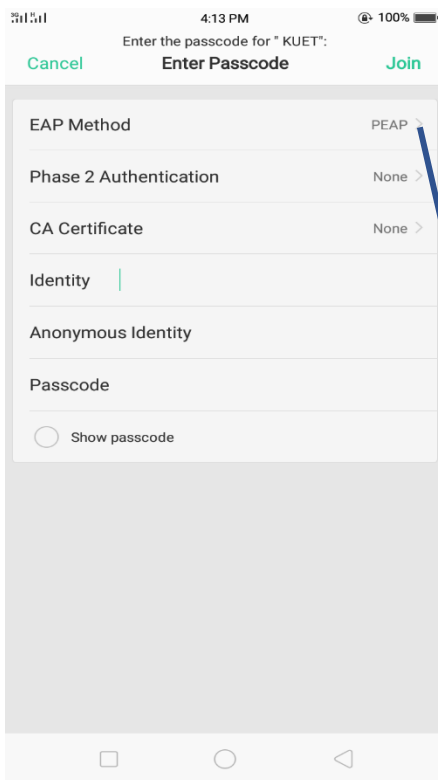 4:13 PM
100%
Enter the passcode for " KUET":
Cancel Enter Passcode Join
EAP Method PEAP
Phase 2 Authentication None
CA Certificate None
Identity
Anonymous Identity
Passcode
Show passcode